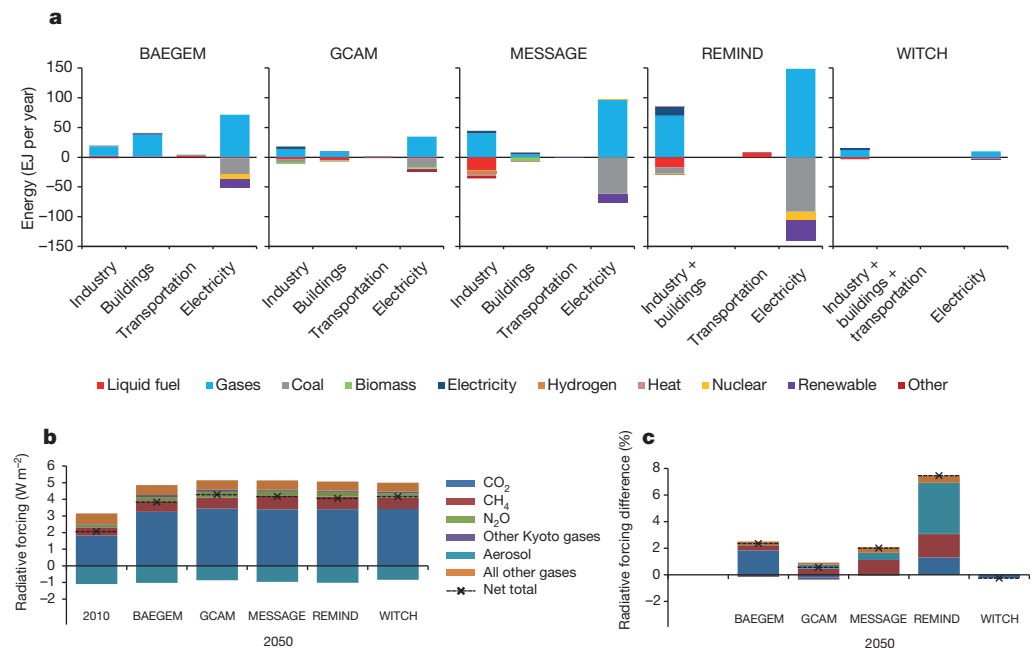 a
BAEGEM GCAM MESSAGE REMIND WITCH
Energy (EJ per year)
150
100
50
0
–50
–100
–150
Industry Buildings Transportation Electricity
Industry Buildings Transportation Electricity
Industry Buildings Transportation Electricity
Industry + buildings Transportation Electricity
Industry + buildings + transportation Electricity
Liquid fuel Gases Coal Biomass Electricity Hydrogen Heat Nuclear Renewable Other
b
Radiative forcing (W m–2)
6
5
4
3
2
1
0
–1
–2
2010 BAEGEM GCAM MESSAGE REMIND WITCH
2050
CO2
CH4
N2O
Other Kyoto gases
Aerosol
All other gases
Net total
c
Radiative forcing difference (%)
8
6
4
2
0
–2
BAEGEM GCAM MESSAGE REMIND WITCH
2050